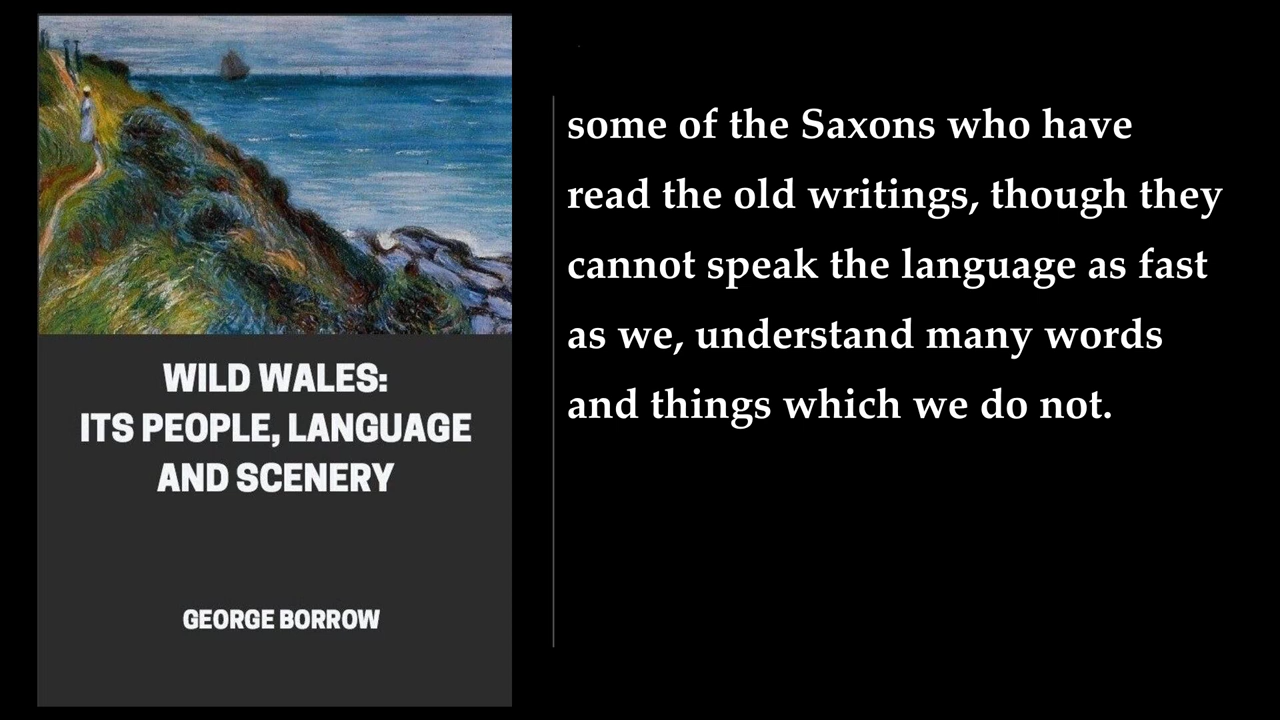 WILD WALES:
ITS PEOPLE, LANGUAGE
AND SCENERY
GEORGE BORROW
some of the Saxons who have
read the old writings, though they
cannot speak the language as fast
as we, understand many words
and things which we do not.